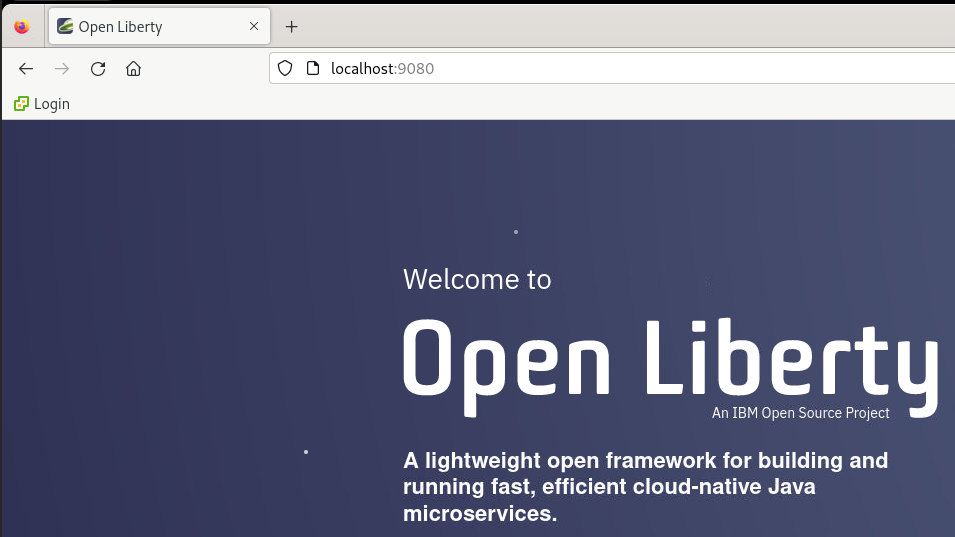 Open Liberty
localhost:9080
Login
Welcome to
Open Liberty
An IBM Open Source Project
A lightweight open framework for building and
running fast, efficient cloud-native Java
microservices.